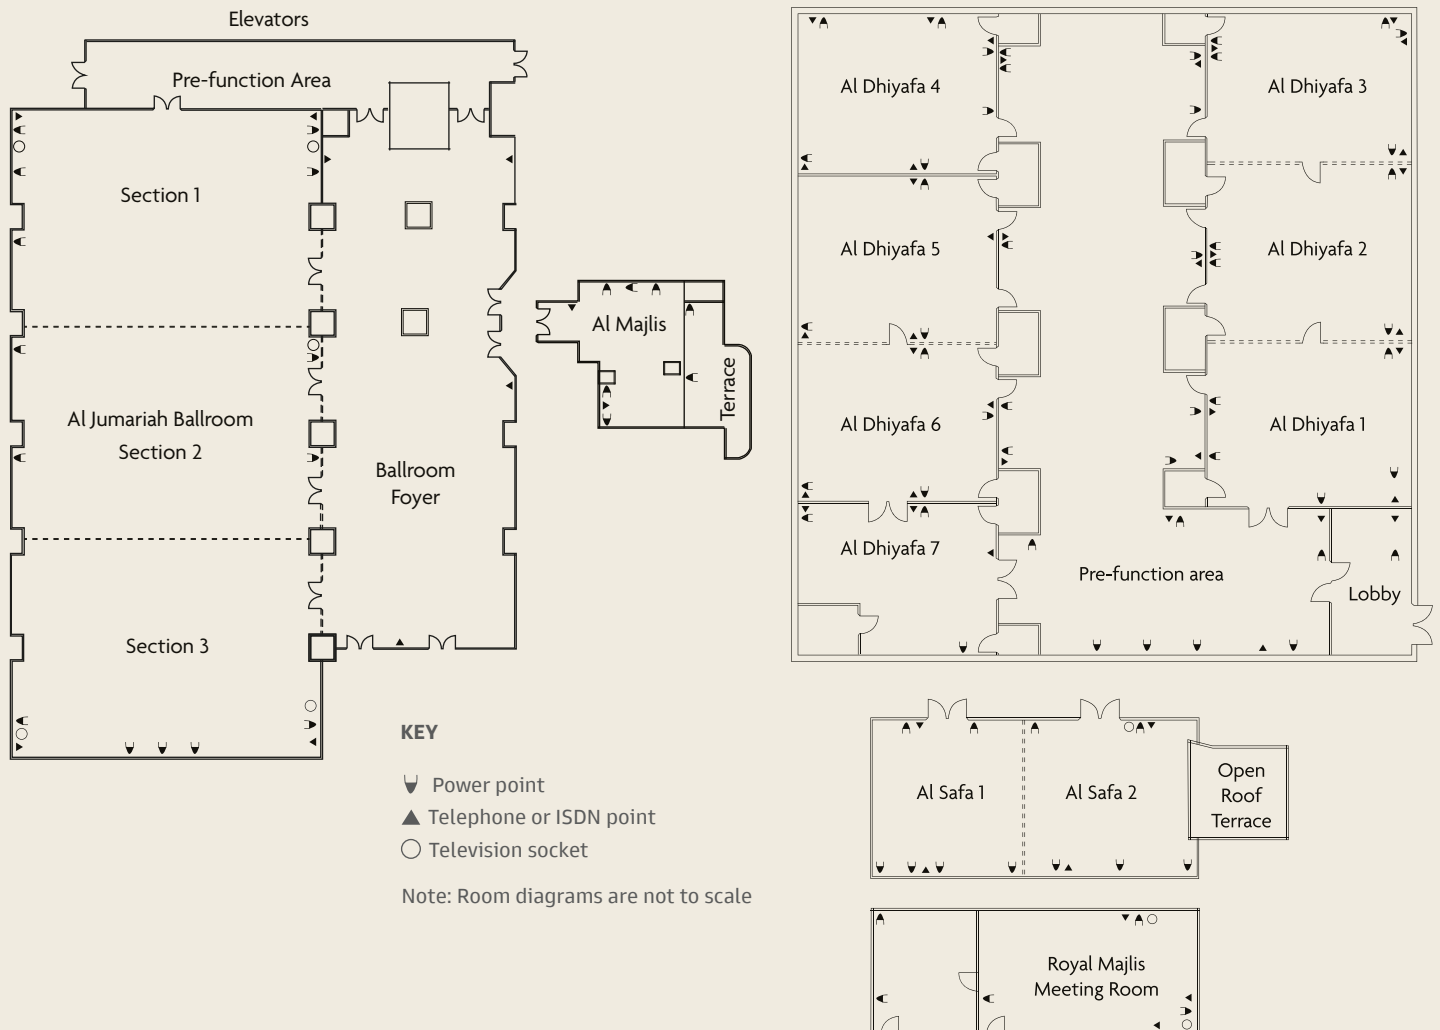 Elevators
Pre-function Area
Section 1
Al Jumariah Ballroom
Section 2
Section 3
Ballroom
Foyer
Al Majlis
Terrace
KEY
Power point
Telephone or ISDN point
Television socket
Note: Room diagrams are not to scale
Al Dhiyafa 4
Al Dhiyafa 3
Al Dhiyafa 5
Al Dhiyafa 2
Al Dhiyafa 6
Al Dhiyafa 1
Al Dhiyafa 7
Pre-function area
Lobby
Al Safa 1
Al Safa 2
Open
Roof
Terrace
Royal Majlis
Meeting Room